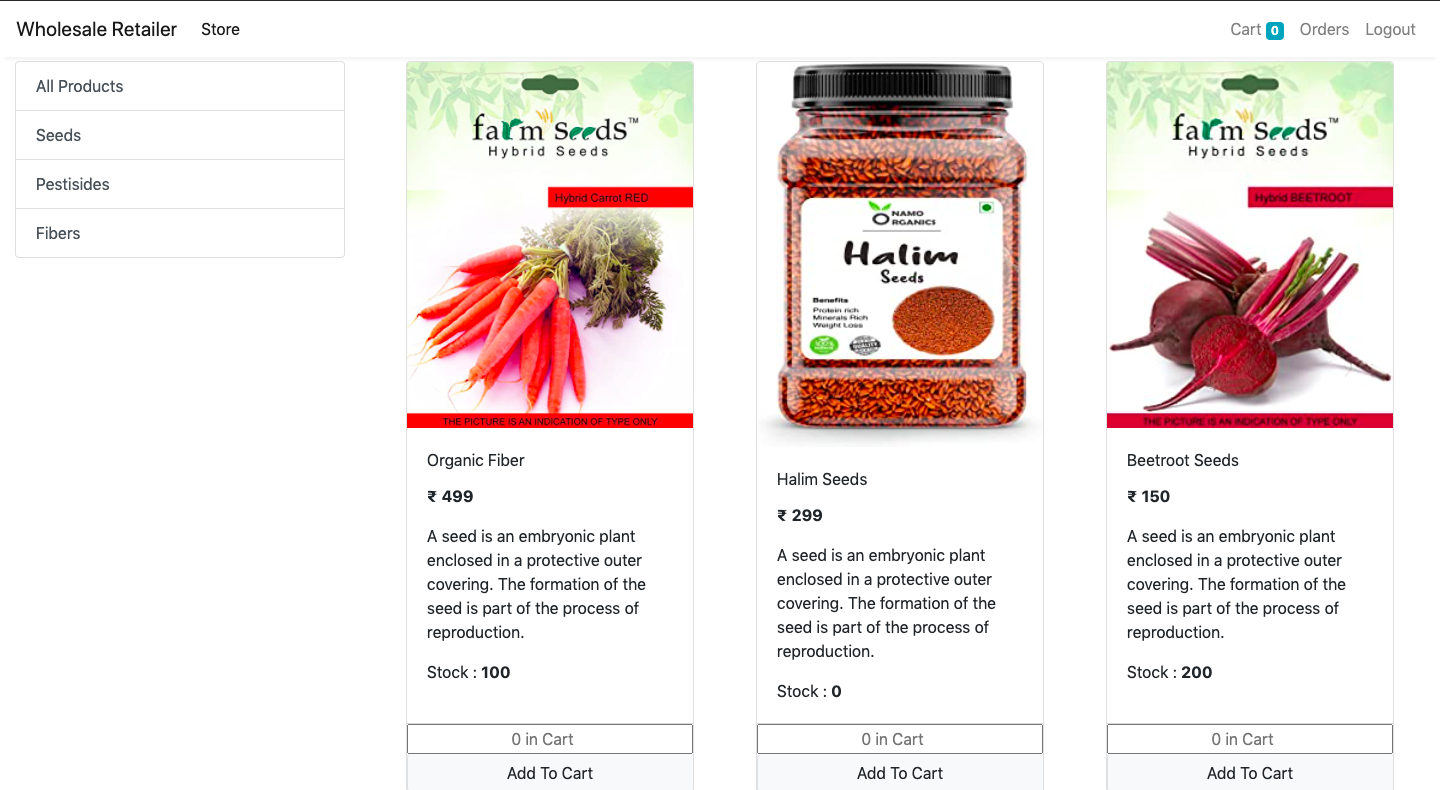 Wholesale Retailer
Store
Cart 0
Orders
Logout
All Products
Seeds
Pestisides
Fibers
farm seeds™
Hybrid Seeds
Hybrid Carrot RED
THE PICTURE IS AN INDICATION OF TYPE ONLY
Organic Fiber
₹ 499
A seed is an embryonic plant
enclosed in a protective outer
covering. The formation of the
seed is part of the process of
reproduction.
Stock : 100
0 in Cart
Add To Cart
NAMO
ORGANICS
Halim
Seeds
Benefits
Protein rich
Minerals Rich
Weight Loss
Halim Seeds
₹ 299
A seed is an embryonic plant
enclosed in a protective outer
covering. The formation of the
seed is part of the process of
reproduction.
Stock : 0
0 in Cart
Add To Cart
farm seeds™
Hybrid Seeds
Hybrid BEETROOT
THE PICTURE IS AN INDICATION OF TYPE ONLY
Beetroot Seeds
₹ 150
A seed is an embryonic plant
enclosed in a protective outer
covering. The formation of the
seed is part of the process of
reproduction.
Stock : 200
0 in Cart
Add To Cart